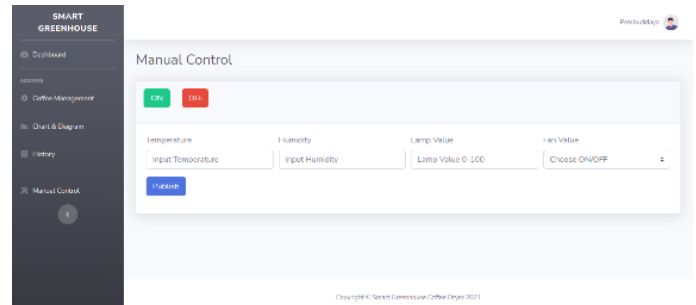 SMART
GREENHOUSE
Dashboard
Manual Control
ADDONS
ON OFF
Coffee Management
Chart & Diagram
Temperature Humidity Lamp Value Fan Value
History
Input Temperature Input Humidity Lamp Value 0-100 Choose ON/OFF
Publish
Manual Control
Copyright © Smart Greenhouse Coffee Dryer 2021